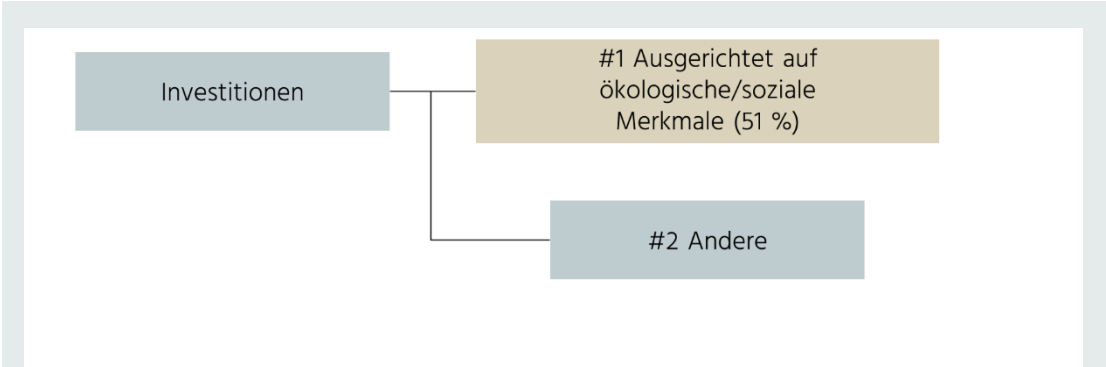 Investitionen
#1 Ausgerichtet auf
ökologische/soziale
Merkmale (51 %)
#2 Andere